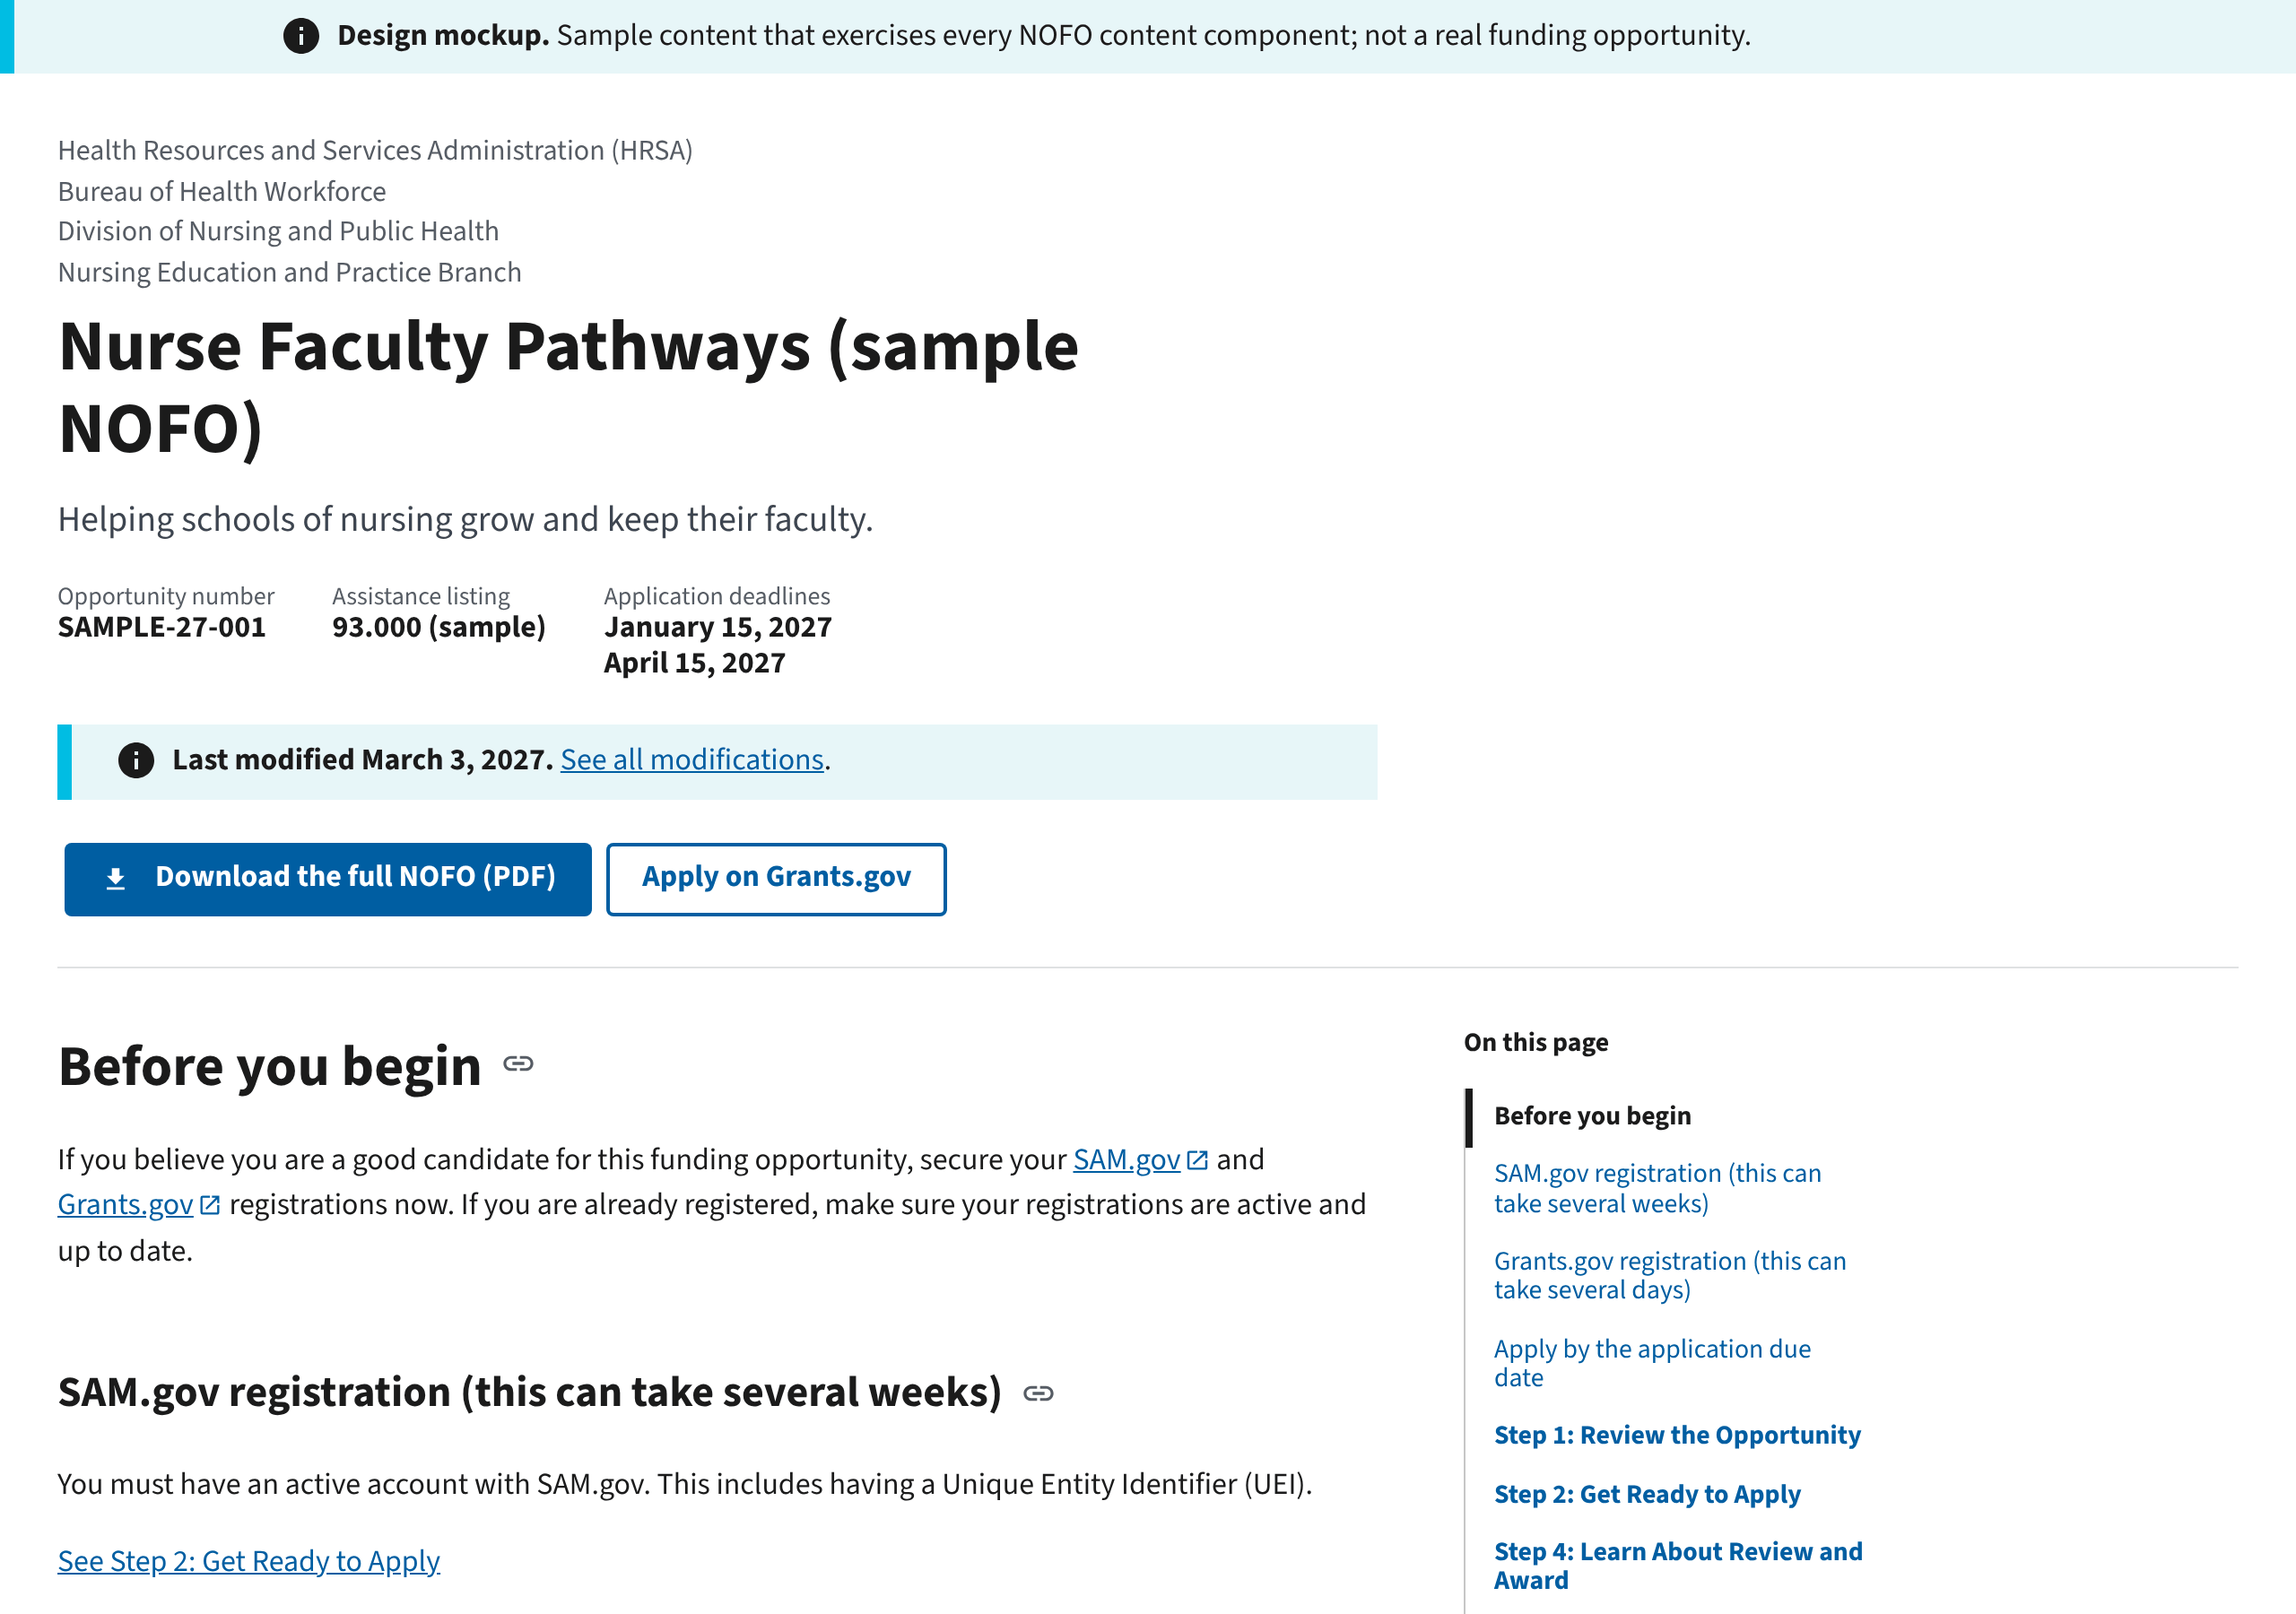 Design mockup. Sample content that exercises every NOFO content component; not a real funding opportunity.
Health Resources and Services Administration (HRSA)
Bureau of Health Workforce
Division of Nursing and Public Health
Nursing Education and Practice Branch
Nurse Faculty Pathways (sample
NOFO)
Helping schools of nursing grow and keep their faculty.
Opportunity number
SAMPLE-27-001
Assistance listing
93.000 (sample)
Application deadlines
January 15, 2027
April 15, 2027
Last modified March 3, 2027. See all modifications.
Download the full NOFO (PDF)
Apply on Grants.gov
Before you begin
If you believe you are a good candidate for this funding opportunity, secure your SAM.gov and
Grants.gov registrations now. If you are already registered, make sure your registrations are active and
up to date.
SAM.gov registration (this can take several weeks)
You must have an active account with SAM.gov. This includes having a Unique Entity Identifier (UEI).
See Step 2: Get Ready to Apply
On this page
Before you begin
SAM.gov registration (this can
take several weeks)
Grants.gov registration (this can
take several days)
Apply by the application due
date
Step 1: Review the Opportunity
Step 2: Get Ready to Apply
Step 4: Learn About Review and
Award